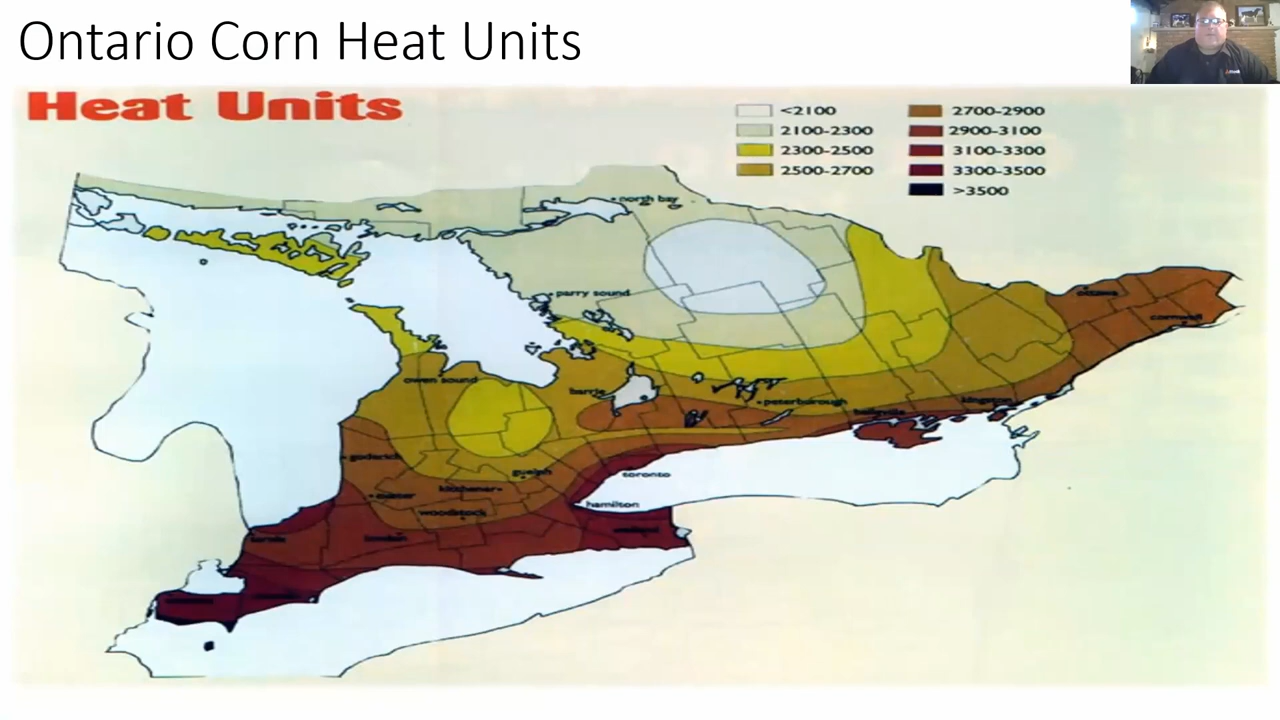 Ontario Corn Heat Units
Heat Units
<2100
2100-2300
2300-2500
2500-2700
2700-2900
2900-3100
3100-3300
3300-3500
>3500
north bay
parry sound
ottawa
cornwall
owen sound
barrie
peterborough
kingston
belleville
goderich
guelph
toronto
kitchener
hamilton
woodstock
sarnia
london
welland